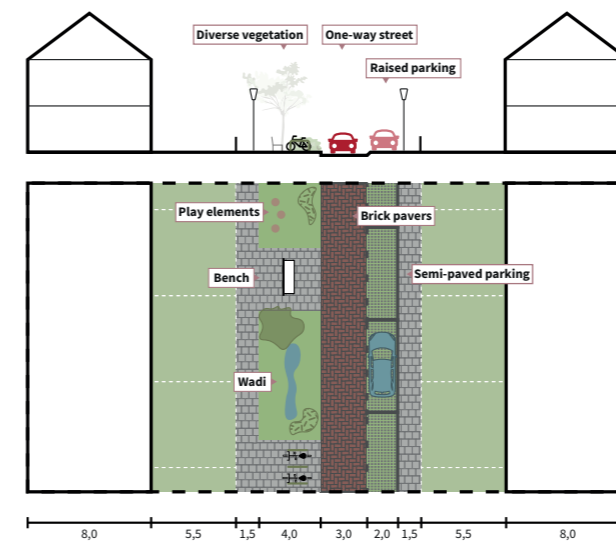 Diverse vegetation
One-way street
Raised parking
Play elements
Brick pavers
Bench
Semi-paved parking
Wadi
8,0 5,5 1,5 4,0 3,0 2,0 1,5 5,5 8,0